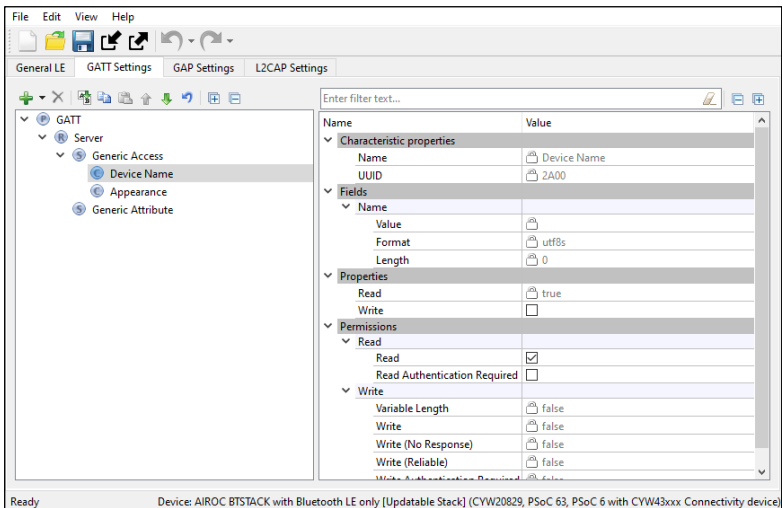 File Edit View Help
General LE GATT Settings GAP Settings L2CAP Settings
Enter filter text...
P GATT
R Server
S Generic Access
C Device Name
C Appearance
S Generic Attribute
Name Value
Characteristic properties
Name Device Name
UUID 2A00
Fields
Name
Value
Format utf8s
Length 0
Properties
Read true
Write
Permissions
Read
Read
Read Authentication Required
Write
Variable Length false
Write false
Write (No Response) false
Write (Reliable) false
Write Authentication Required false
Ready Device: AIROC BTSTACK with Bluetooth LE only [Updatable Stack] (CYW20829, PSoC 63, PSoC 6 with CYW43xxx Connectivity device)